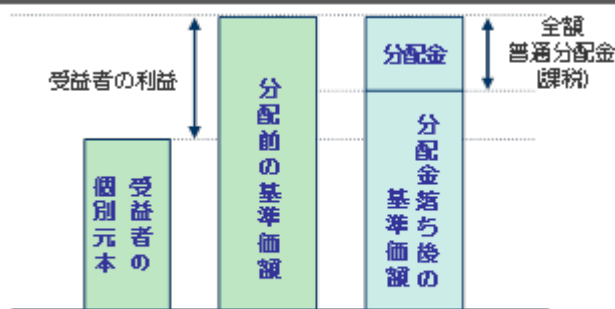 全額
普通分配金
(課税)
受益者の利益
分配金
分配前の基準価額
分配金落ち後の
基準価額
受益者の
個別元本